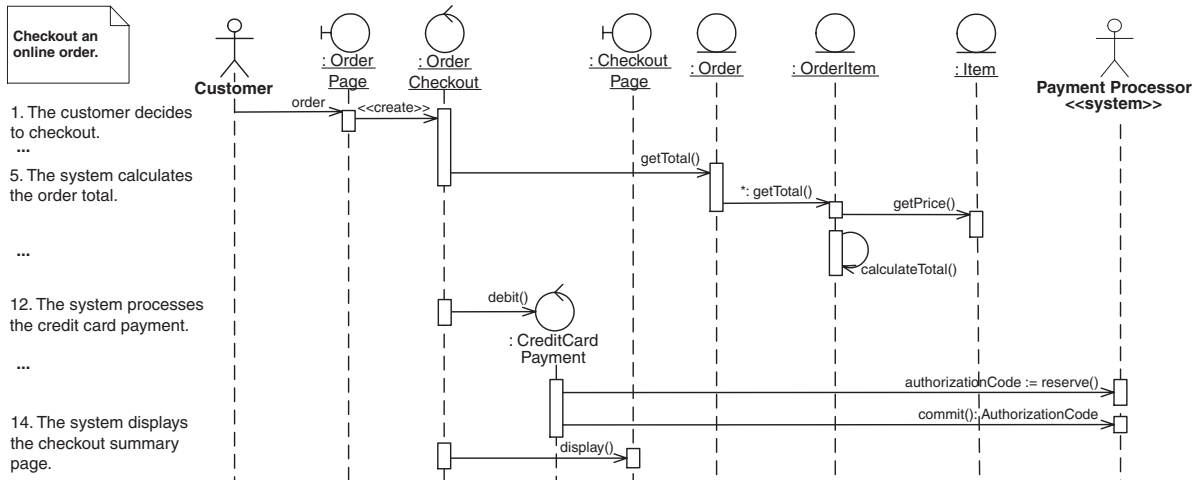 Checkout an
online order.
: Order
Page
: Order
Checkout
: Checkout
Page
: Order
: OrderItem
: Item
Customer
Payment Processor
<<system>>
order
<<create>>
1. The customer decides
to checkout.
...
getTotal()
5. The system calculates
the order total.
*: getTotal()
getPrice()
...
calculateTotal()
12. The system processes
the credit card payment.
debit()
: CreditCard
Payment
...
authorizationCode := reserve()
commit(): AuthorizationCode
14. The system displays
the checkout summary
page.
display()